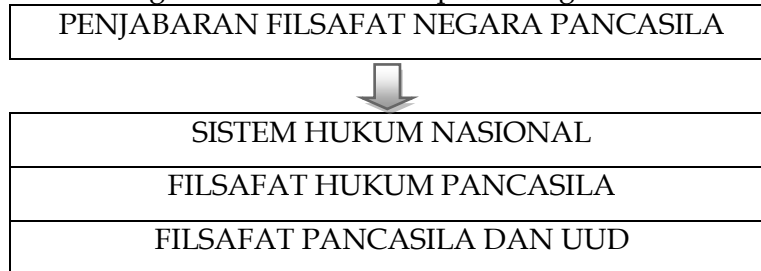 PENJABARAN FILSAFAT NEGARA PANCASILA
SISTEM HUKUM NASIONAL
FILSAFAT HUKUM PANCASILA
FILSAFAT PANCASILA DAN UUD